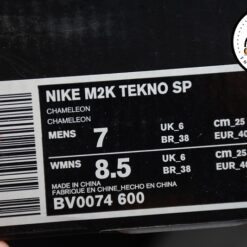 NIKE M2K TEKNO SP
CHAMELEON
CHAMELEON
MENS 7 UK_6 BR_38 cm_25 EUR_40
WMNS 8.5 UK_6 BR_38 cm_25 EUR_40
MADE IN CHINA
FABRIQUE EN CHINE_HECHO EN CHINA
BV0074 600